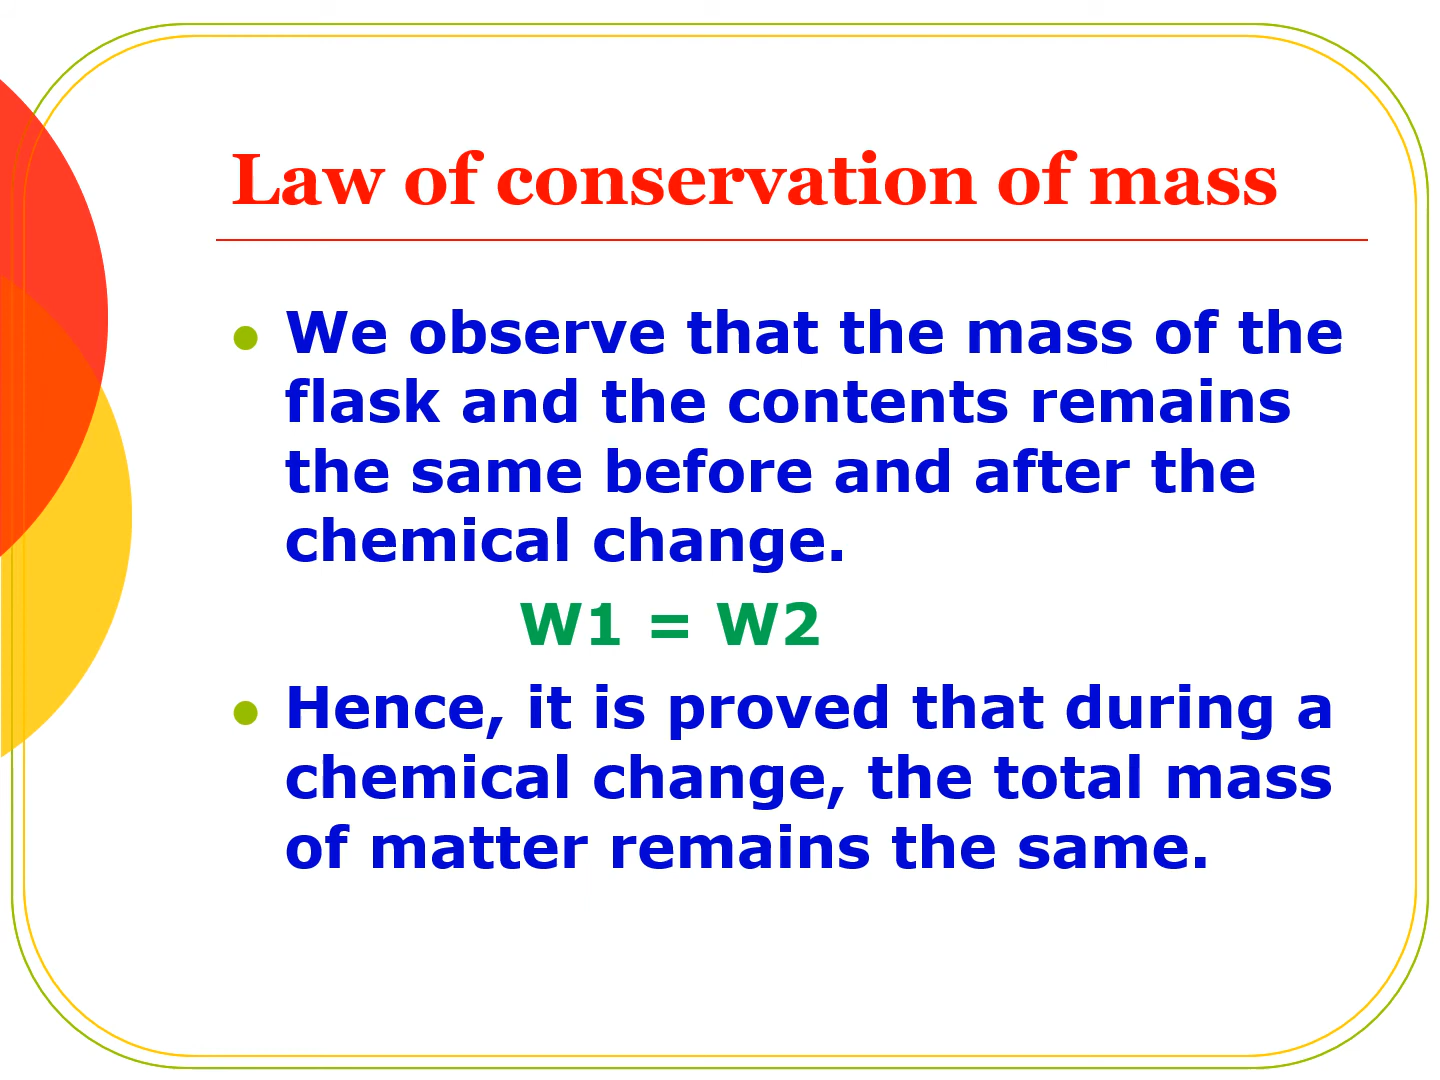 Law of conservation of mass
We observe that the mass of the
flask and the contents remains
the same before and after the
chemical change.
W1 = W2
Hence, it is proved that during a
chemical change, the total mass
of matter remains the same.